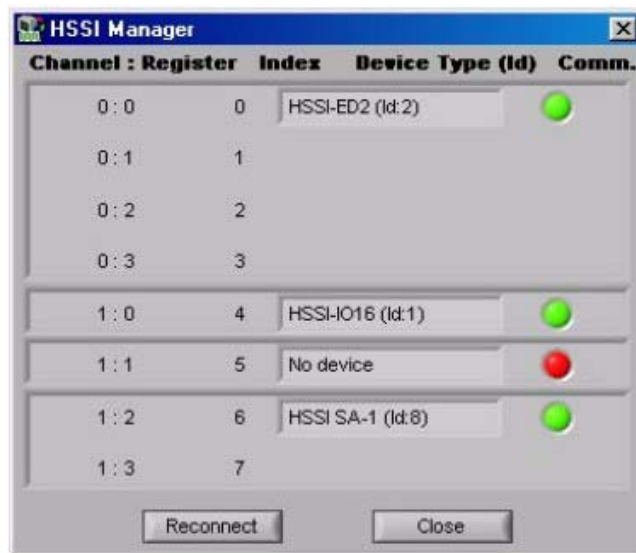 HSSI Manager
Channel : Register Index Device Type (Id) Comm.
0 : 0 0 HSSI-ED2 (Id:2)
0 : 1 1
0 : 2 2
0 : 3 3
1 : 0 4 HSSI-IO16 (Id:1)
1 : 1 5 No device
1 : 2 6 HSSI SA-1 (Id:8)
1 : 3 7
Reconnect Close